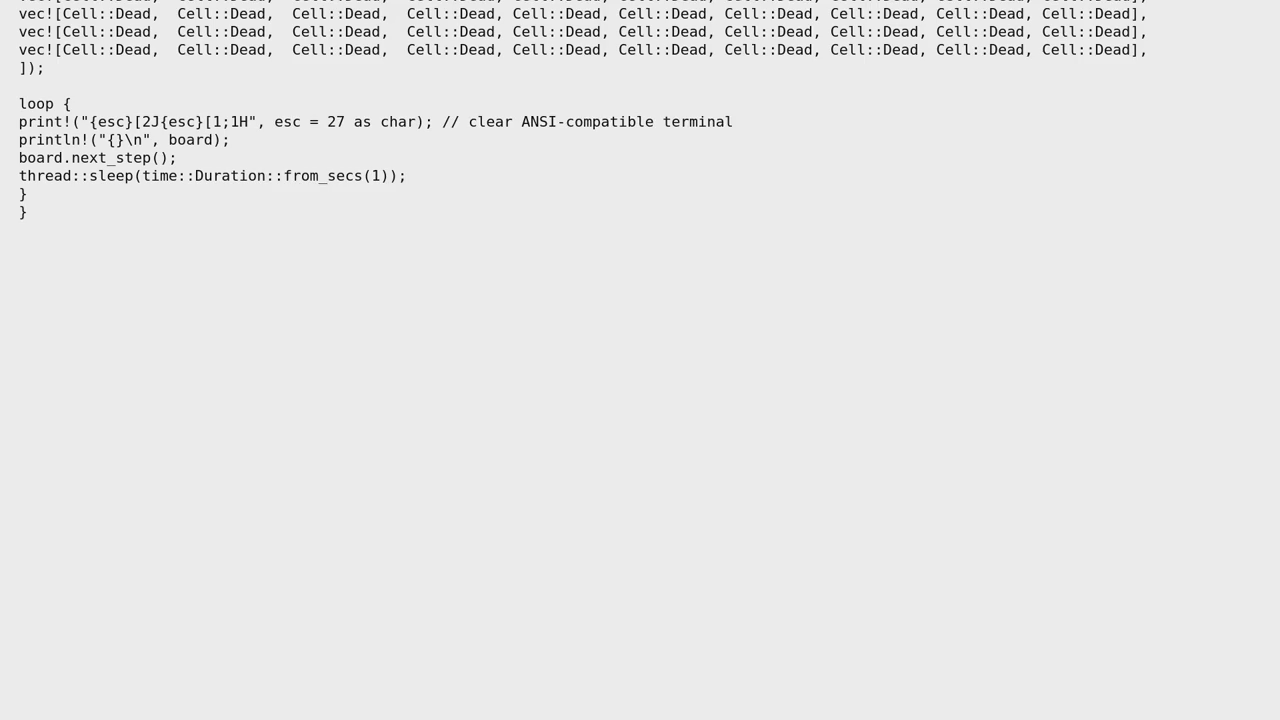 vec![Cell::Dead,  Cell::Dead,  Cell::Dead,  Cell::Dead, Cell::Dead, Cell::Dead, Cell::Dead, Cell::Dead, Cell::Dead, Cell::Dead],
vec![Cell::Dead,  Cell::Dead,  Cell::Dead,  Cell::Dead, Cell::Dead, Cell::Dead, Cell::Dead, Cell::Dead, Cell::Dead, Cell::Dead],
vec![Cell::Dead,  Cell::Dead,  Cell::Dead,  Cell::Dead, Cell::Dead, Cell::Dead, Cell::Dead, Cell::Dead, Cell::Dead, Cell::Dead],
]);
loop {
print!("{esc}[2J{esc}[1;1H", esc = 27 as char); // clear ANSI-compatible terminal
println!("{}\n", board);
board.next_step();
thread::sleep(time::Duration::from_secs(1));
}
}